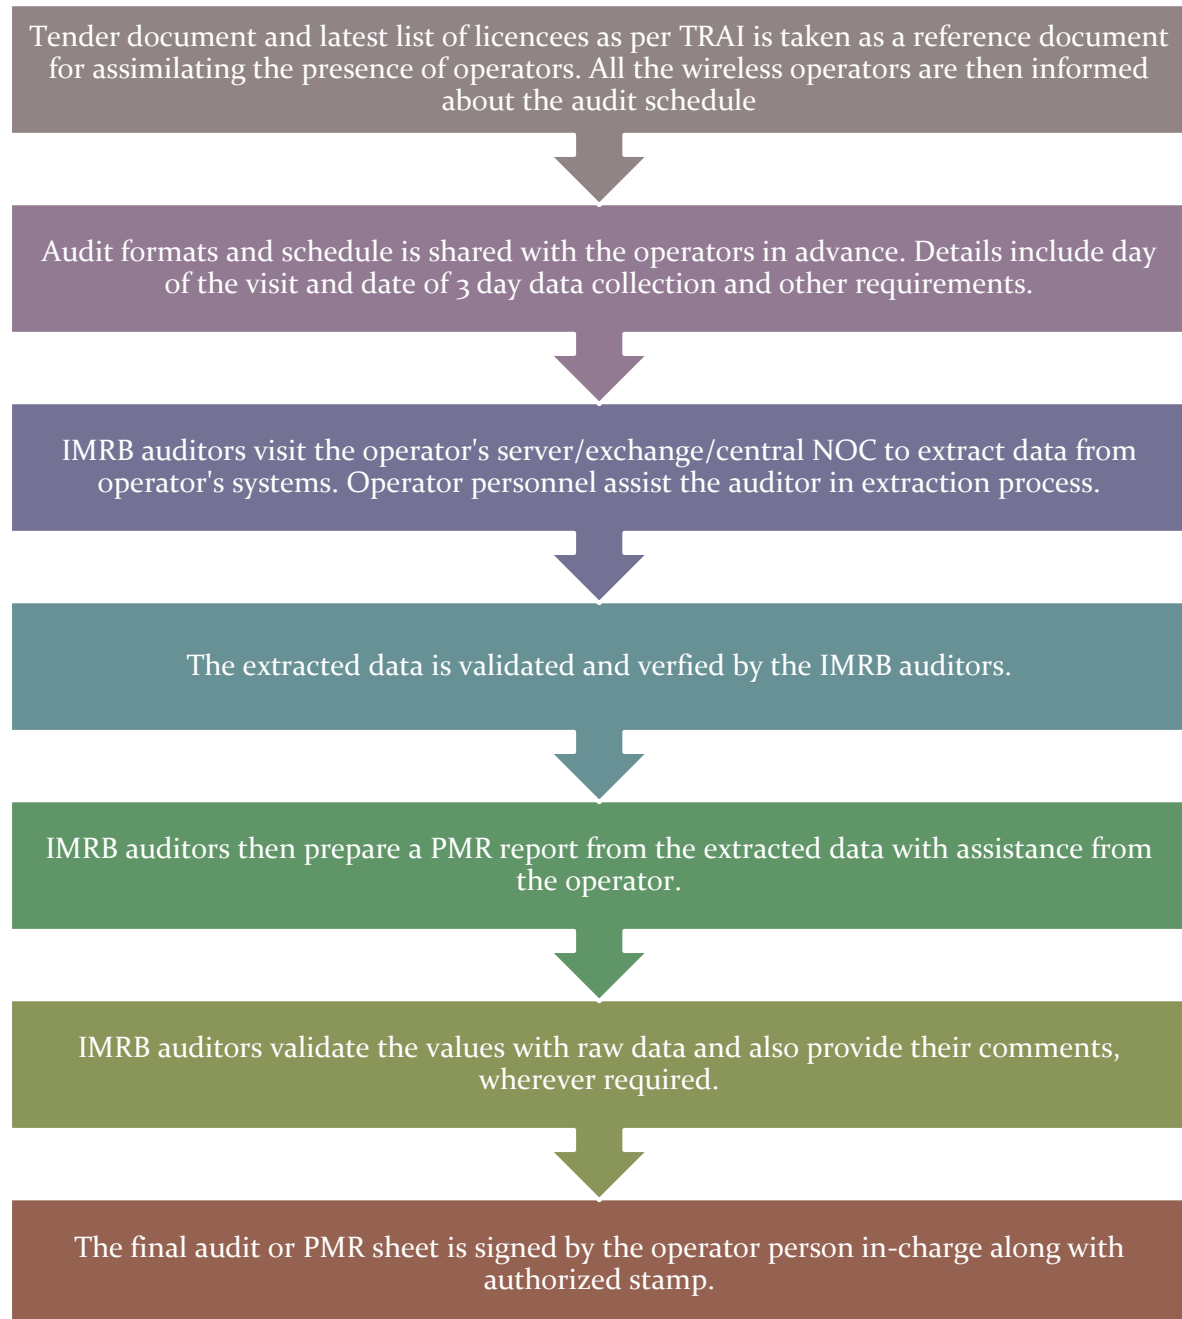 Tender document and latest list of licencees as per TRAI is taken as a reference document
for assimilating the presence of operators. All the wireless operators are then informed
about the audit schedule
Audit formats and schedule is shared with the operators in advance. Details include day
of the visit and date of 3 day data collection and other requirements.
IMRB auditors visit the operator's server/exchange/central NOC to extract data from
operator's systems. Operator personnel assist the auditor in extraction process.
The extracted data is validated and verfied by the IMRB auditors.
IMRB auditors then prepare a PMR report from the extracted data with assistance from
the operator.
IMRB auditors validate the values with raw data and also provide their comments,
wherever required.
The final audit or PMR sheet is signed by the operator person in-charge along with
authorized stamp.